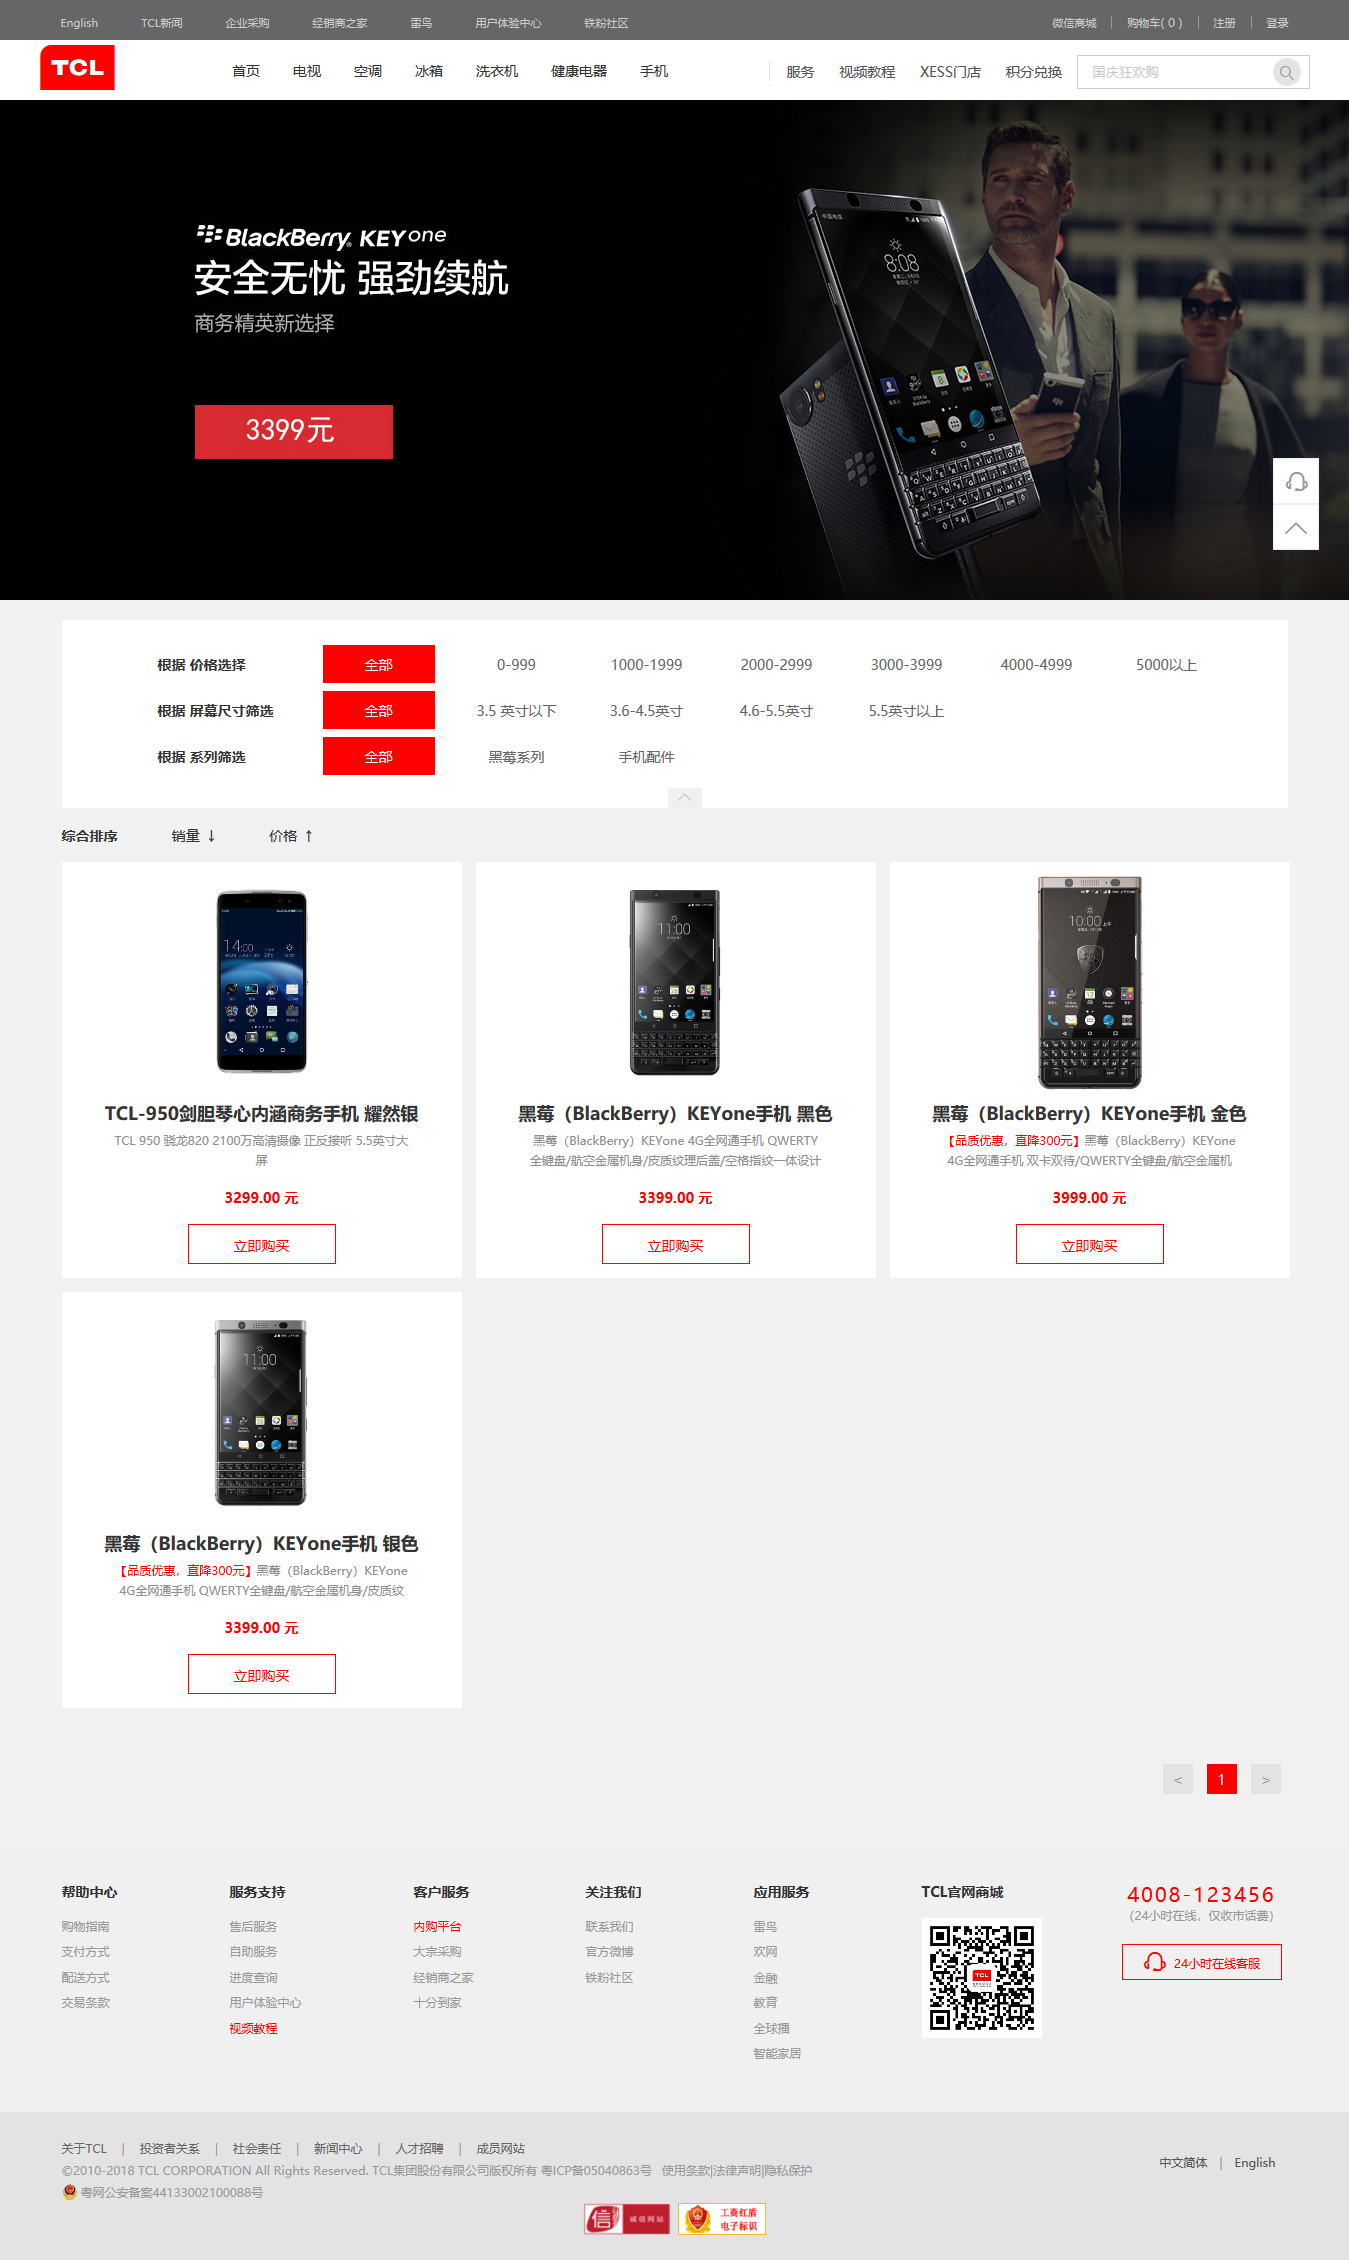 English TCL新闻 企业采购 经销商之家 雷鸟 用户体验中心 铁粉社区 微信商城 购物车( 0 ) 注册 登录
TCL 首页 电视 空调 冰箱 洗衣机 健康电器 手机 服务 视频教程 XESS门店 积分兑换 国庆狂欢购
BlackBerry KEYone
安全无忧 强劲续航
商务精英新选择
3399元
根据 价格选择 全部 0-999 1000-1999 2000-2999 3000-3999 4000-4999 5000以上
根据 屏幕尺寸筛选 全部 3.5 英寸以下 3.6-4.5英寸 4.6-5.5英寸 5.5英寸以上
根据 系列筛选 全部 黑莓系列 手机配件
综合排序 销量 ↓ 价格 ↑
TCL-950剑胆琴心内涵商务手机 耀然银
TCL 950 骁龙820 2100万高清摄像 正反接听 5.5英寸大
屏
3299.00 元
立即购买
黑莓（BlackBerry）KEYone手机 黑色
黑莓（BlackBerry）KEYone 4G全网通手机 QWERTY
全键盘/航空金属机身/皮质纹理后盖/空格指纹一体设计
3399.00 元
立即购买
黑莓（BlackBerry）KEYone手机 金色
【品质优惠，直降300元】黑莓（BlackBerry）KEYone
4G全网通手机 双卡双待/QWERTY全键盘/航空金属机
3999.00 元
立即购买
黑莓（BlackBerry）KEYone手机 银色
【品质优惠，直降300元】黑莓（BlackBerry）KEYone
4G全网通手机 QWERTY全键盘/航空金属机身/皮质纹
3399.00 元
立即购买
< 1 >
帮助中心
购物指南
支付方式
配送方式
交易条款
服务支持
售后服务
自助服务
进度查询
用户体验中心
视频教程
客户服务
内购平台
大宗采购
经销商之家
十分到家
关注我们
联系我们
官方微博
铁粉社区
应用服务
雷鸟
欢网
金融
教育
全球播
智能家居
TCL官网商城
TCL
4008-123456
（24小时在线，仅收市话费）
24小时在线客服
关于TCL | 投资者关系 | 社会责任 | 新闻中心 | 人才招聘 | 成员网站
©2010-2018 TCL CORPORATION All Rights Reserved. TCL集团股份有限公司版权所有 粤ICP备05040863号 使用条款|法律声明|隐私保护
粤网公安备案44133002100088号
中文简体 | English
信 诚信网站
工商红盾
电子标识